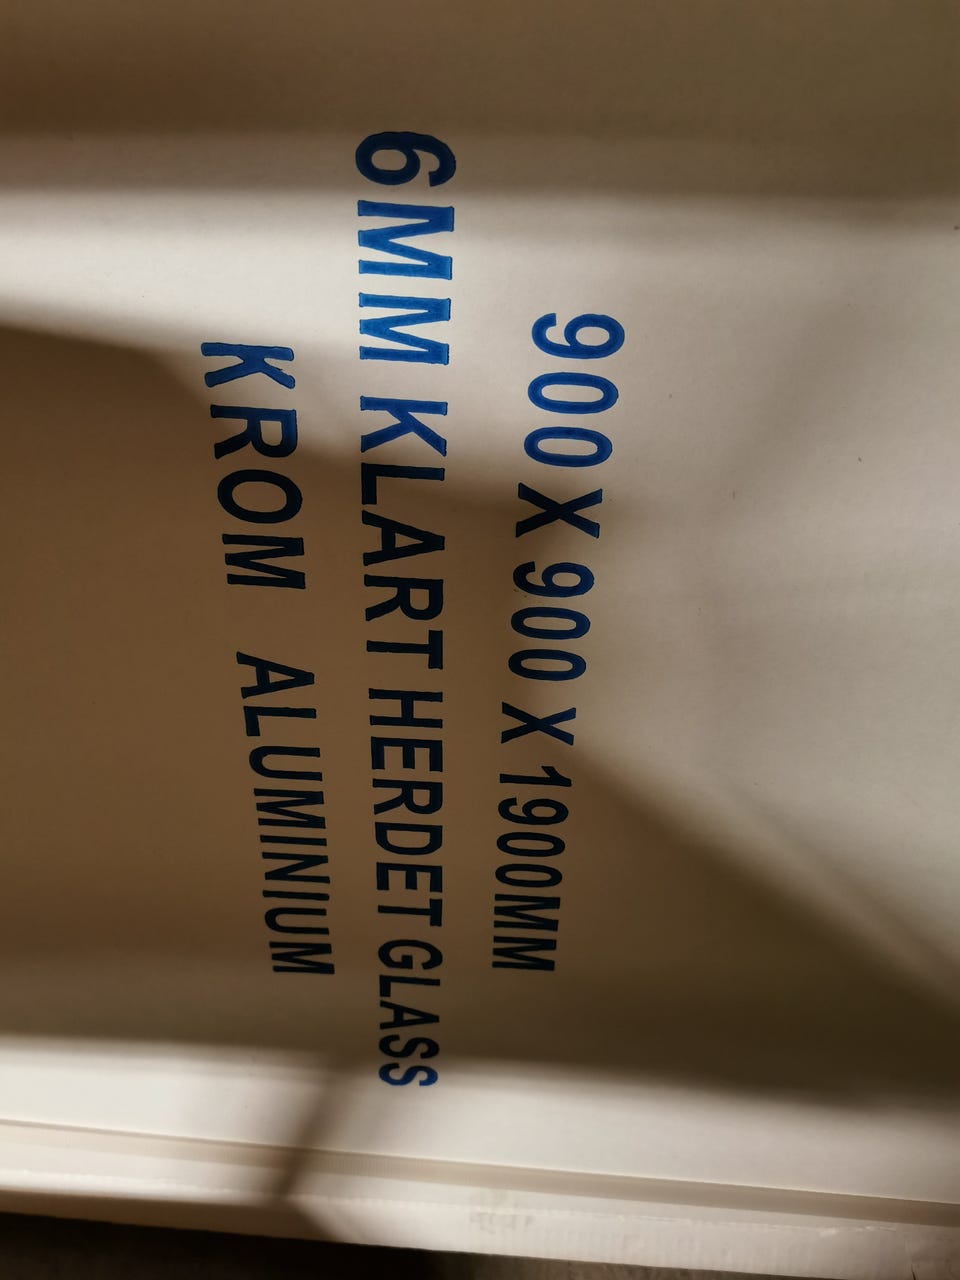 900 X 900 X 1900MM
6MM KLART HERDET GLASS
KROM ALUMINIUM